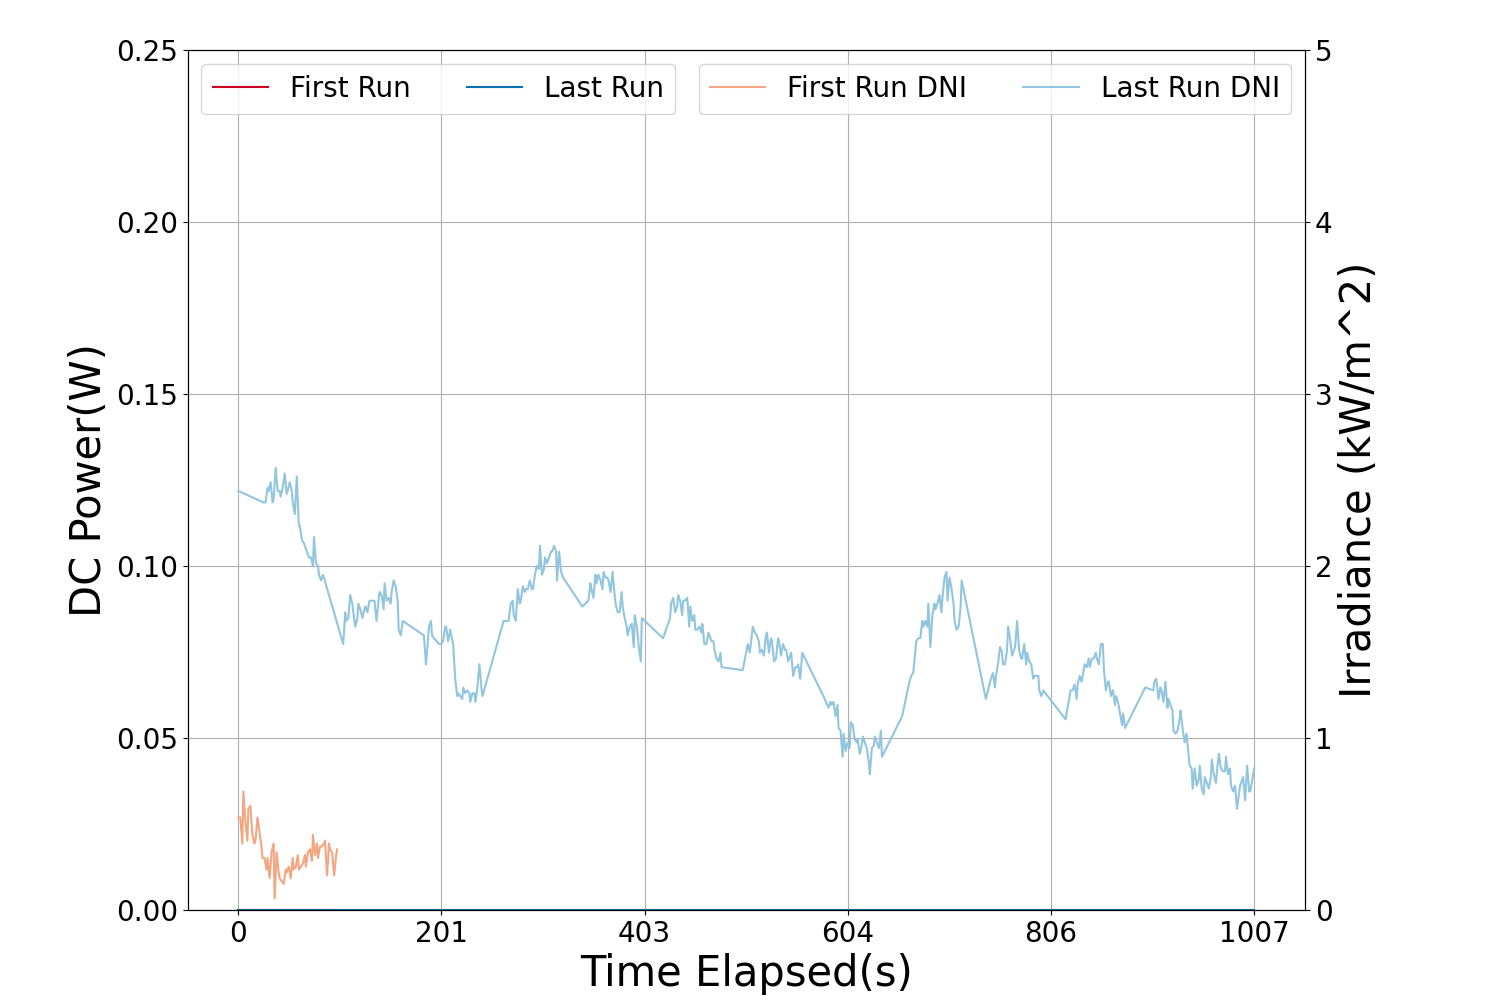 First Run
Last Run
First Run DNI
Last Run DNI
0.25
0.20
0.15
0.10
0.05
0.00
DC Power(W)
5
4
3
2
1
0
Irradiance (kW/m^2)
0
201
403
604
806
1007
Time Elapsed(s)